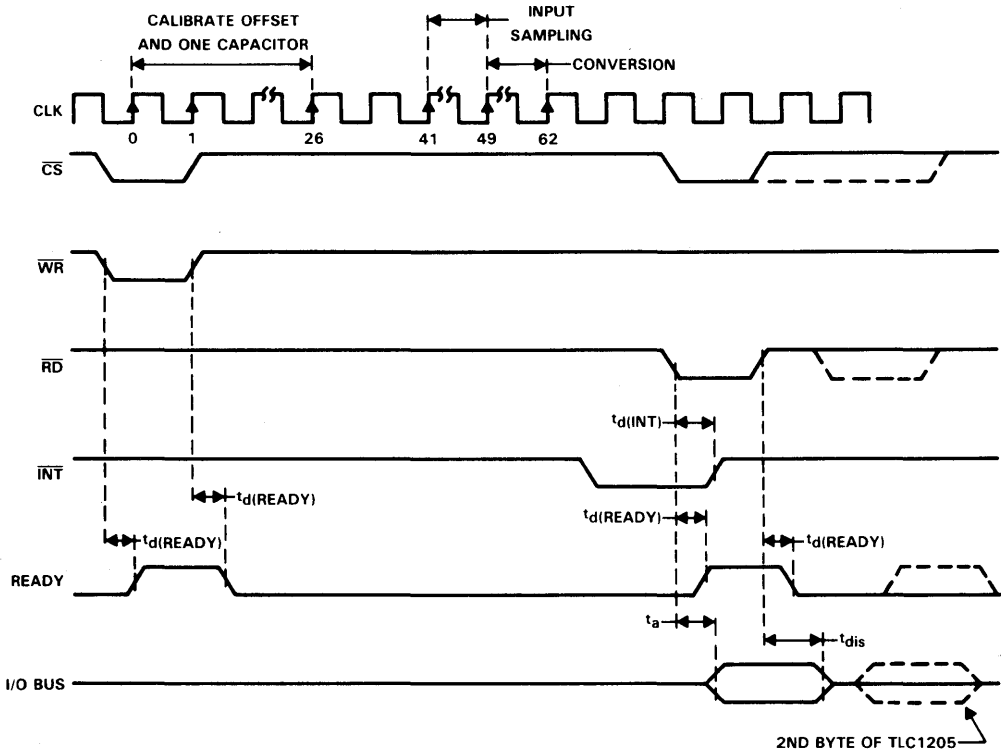 CALIBRATE OFFSET
AND ONE CAPACITOR
INPUT
SAMPLING
CONVERSION
CLK
0 1 26 41 49 62
CS
WR
RD
td(INT)
INT
td(READY)
td(READY)
td(READY)
td(READY)
READY
ta
tdis
I/O BUS
2ND BYTE OF TLC1205